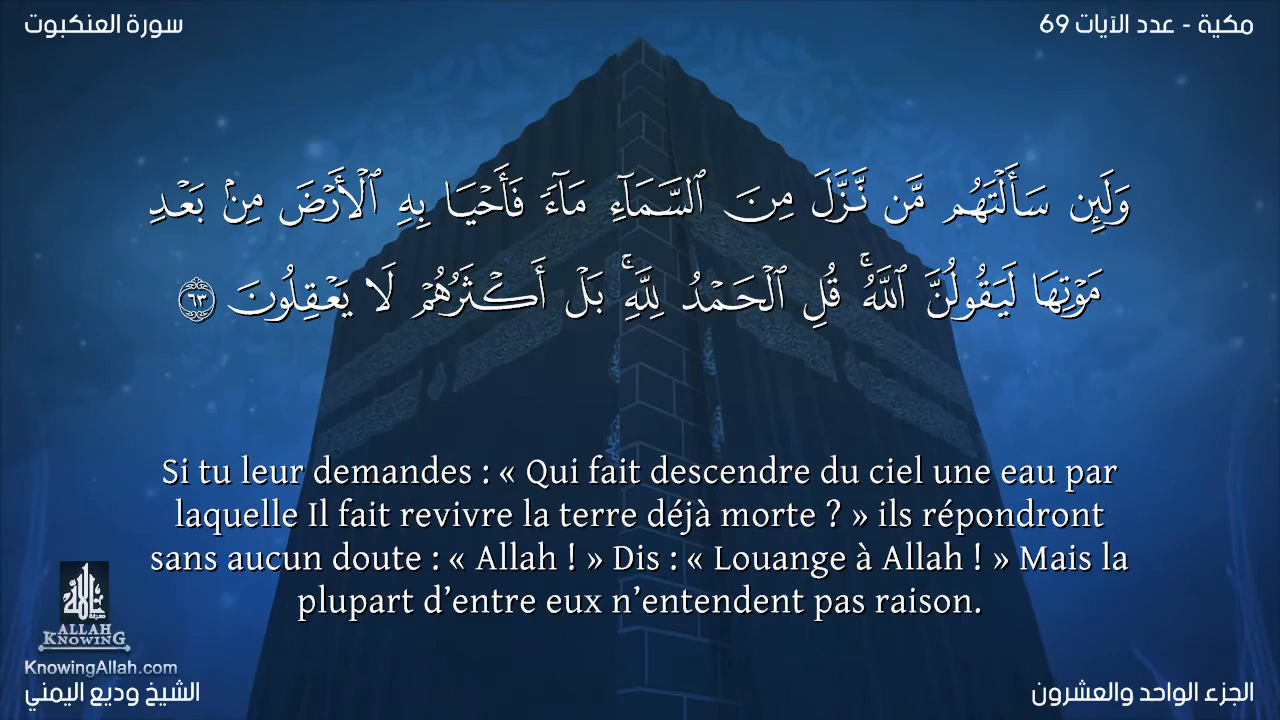 مكية - عدد الآيات 69
سورة العنكبوت
وَلَئِن سَأَلْتَهُم مَّن نَّزَّلَ مِنَ ٱلسَّمَآءِ مَآءً فَأَحْيَا بِهِ ٱلْأَرْضَ مِنۢ بَعْدِ
مَوْتِهَا لَيَقُولُنَّ ٱللَّهُ ۚ قُلِ ٱلْحَمْدُ لِلَّهِ ۚ بَلْ أَكْثَرُهُمْ لَا يَعْقِلُونَ ٦٣
Si tu leur demandes : « Qui fait descendre du ciel une eau par
laquelle Il fait revivre la terre déjà morte ? » ils répondront
sans aucun doute : « Allah ! » Dis : « Louange à Allah ! » Mais la
plupart d’entre eux n’entendent pas raison.
ALLAH
KNOWING
KnowingAllah.com
الجزء الواحد والعشرون
الشيخ وديع اليمني